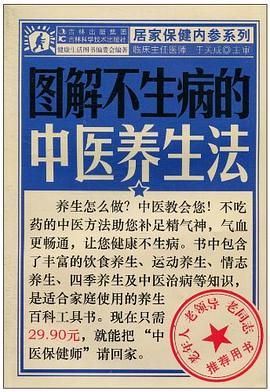 吉林出版集团
吉林科学技术出版社
健康生活图书编委会编著
居家保健内参系列
临床主任医师 于天成◎主审
图解不生病的
中医养生法
养生怎么做？中医教会您！不吃
药的中医方法助您补足精气神，气血
更畅通，让您健康不生病。书中包含
了丰富的饮食养生、运动养生、情志
养生、四季养生及中医治病等知识，
是适合家庭使用的养生
百科工具书。现在只需
29.90元，就能把“中
医保健师”请回家。
老年人 老领导 老同志
推荐用书